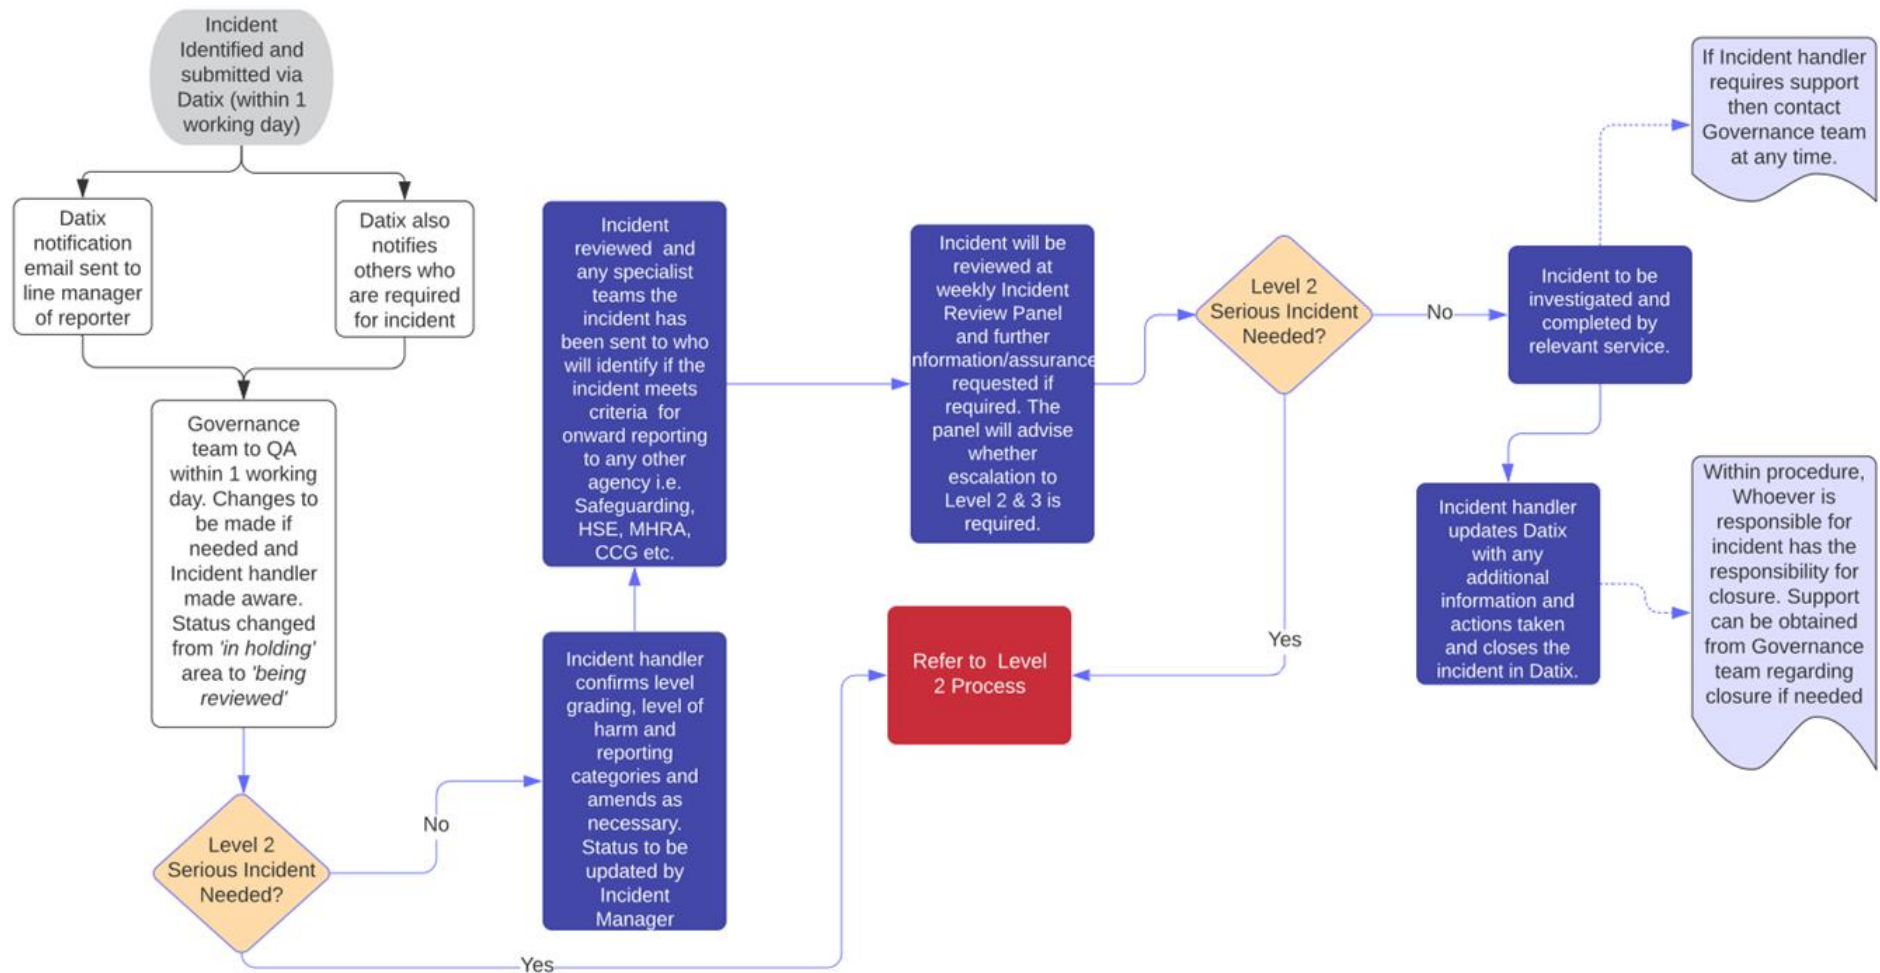 Incident
Identified and
submitted via
Datix (within 1
working day)
Datix
notification
email sent to
line manager
of reporter
Datix also
notifies
others who
are required
for incident
Governance
team to QA
within 1 working
day. Changes to
be made if
needed and
Incident handler
made aware.
Status changed
from 'in holding'
area to 'being
reviewed'
Level 2
Serious Incident
Needed?
No
Yes
Incident handler
confirms level
grading, level of
harm and
reporting
categories and
amends as
necessary.
Status to be
updated by
Incident
Manager
Incident
reviewed and
any specialist
teams the
incident has
been sent to who
will identify if the
incident meets
criteria for
onward reporting
to any other
agency i.e.
Safeguarding,
HSE, MHRA,
CCG etc.
Incident will be
reviewed at
weekly Incident
Review Panel
and further
nformation/assurance
requested if
required. The
panel will advise
whether
escalation to
Level 2 & 3 is
required.
Level 2
Serious Incident
Needed?
No
Yes
Refer to Level
2 Process
Incident to be
investigated and
completed by
relevant service.
If Incident handler
requires support
then contact
Governance team
at any time.
Incident handler
updates Datix
with any
additional
information and
actions taken
and closes the
incident in Datix.
Within procedure,
Whoever is
responsible for
incident has the
responsibility for
closure. Support
can be obtained
from Governance
team regarding
closure if needed